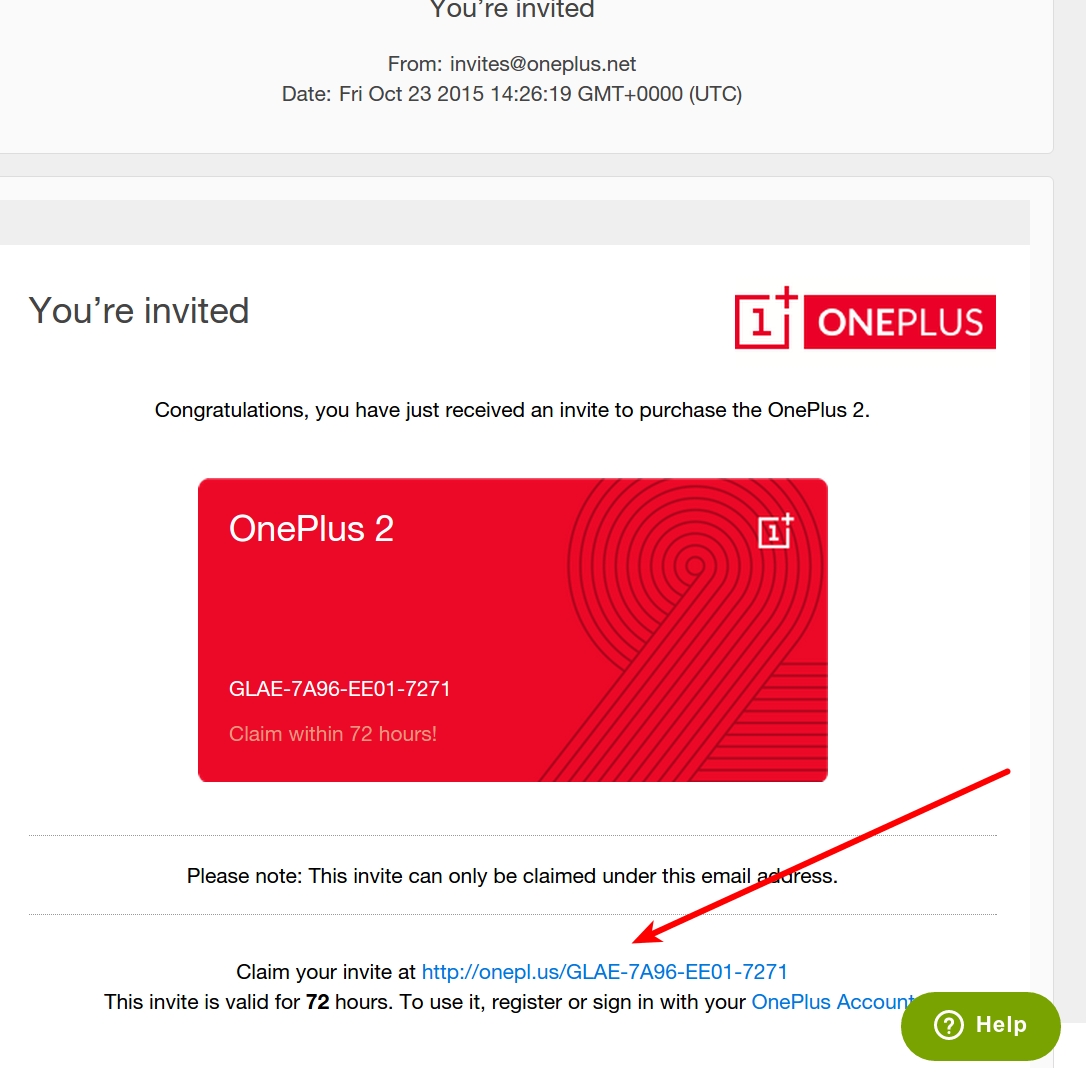 You’re invited
From: invites@oneplus.net
Date: Fri Oct 23 2015 14:26:19 GMT+0000 (UTC)
You’re invited
1+ ONEPLUS
Congratulations, you have just received an invite to purchase the OnePlus 2.
OnePlus 2
1+
GLAE-7A96-EE01-7271
Claim within 72 hours!
Please note: This invite can only be claimed under this email address.
Claim your invite at http://onepl.us/GLAE-7A96-EE01-7271
This invite is valid for 72 hours. To use it, register or sign in with your OnePlus Account
Help